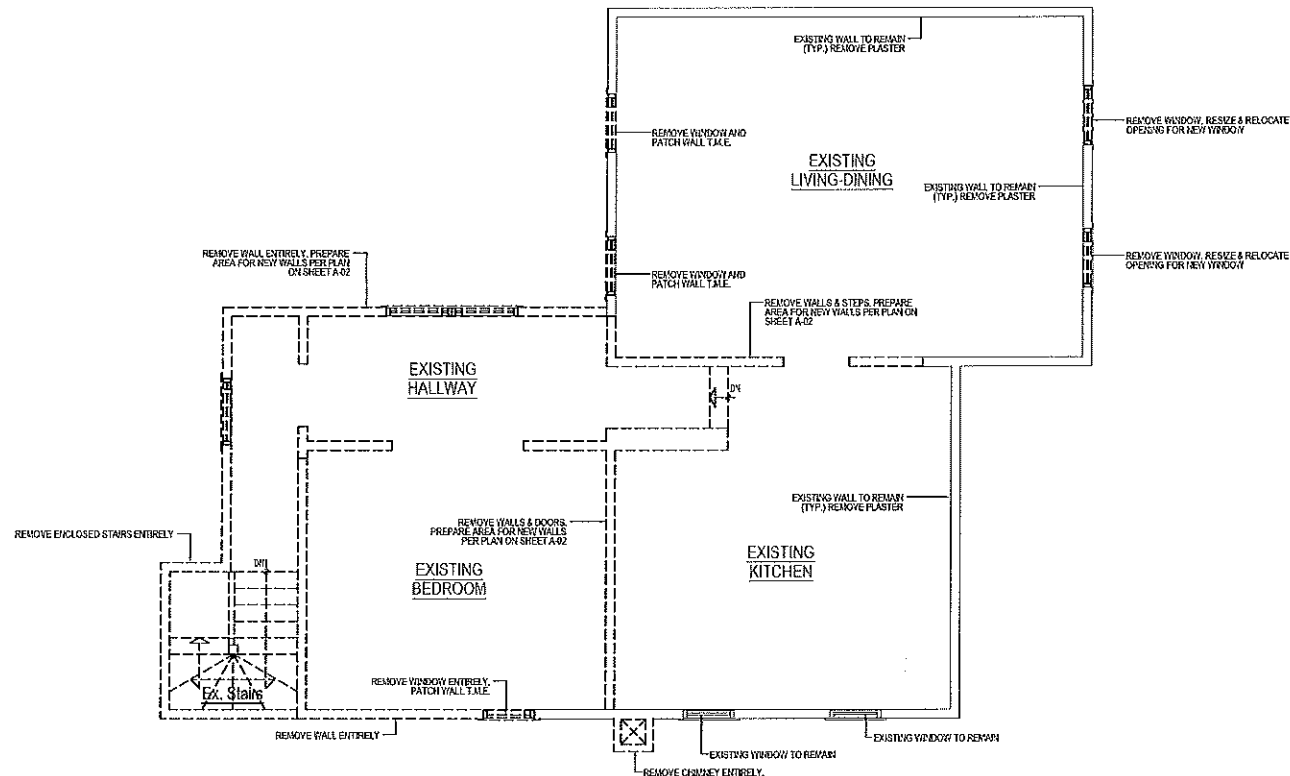 EXISTING WALL TO REMAIN
(TYP.) REMOVE PLASTER
REMOVE WINDOW AND
PATCH WALL T.M.E.
REMOVE WINDOW, RESIZE & RELOCATE
OPENING FOR NEW WINDOW
EXISTING
LIVING-DINING
EXISTING WALL TO REMAIN
(TYP.) REMOVE PLASTER
REMOVE WALL ENTIRELY. PREPARE
AREA FOR NEW WALLS PER PLAN
ON SHEET A-02
REMOVE WINDOW AND
PATCH WALL T.M.E.
REMOVE WINDOW, RESIZE & RELOCATE
OPENING FOR NEW WINDOW
REMOVE WALLS & STEPS. PREPARE
AREA FOR NEW WALLS PER PLAN ON
SHEET A-02
EXISTING
HALLWAY
DN
EXISTING WALL TO REMAIN
(TYP.) REMOVE PLASTER
REMOVE ENCLOSED STAIRS ENTIRELY
REMOVE WALLS & DOORS.
PREPARE AREA FOR NEW WALLS
PER PLAN ON SHEET A-02
EXISTING
KITCHEN
DN
EXISTING
BEDROOM
Ex. Stairs
REMOVE WINDOW ENTIRELY.
PATCH WALL T.M.E.
REMOVE WALL ENTIRELY
EXISTING WINDOW TO REMAIN
EXISTING WINDOW TO REMAIN
REMOVE CHIMNEY ENTIRELY.